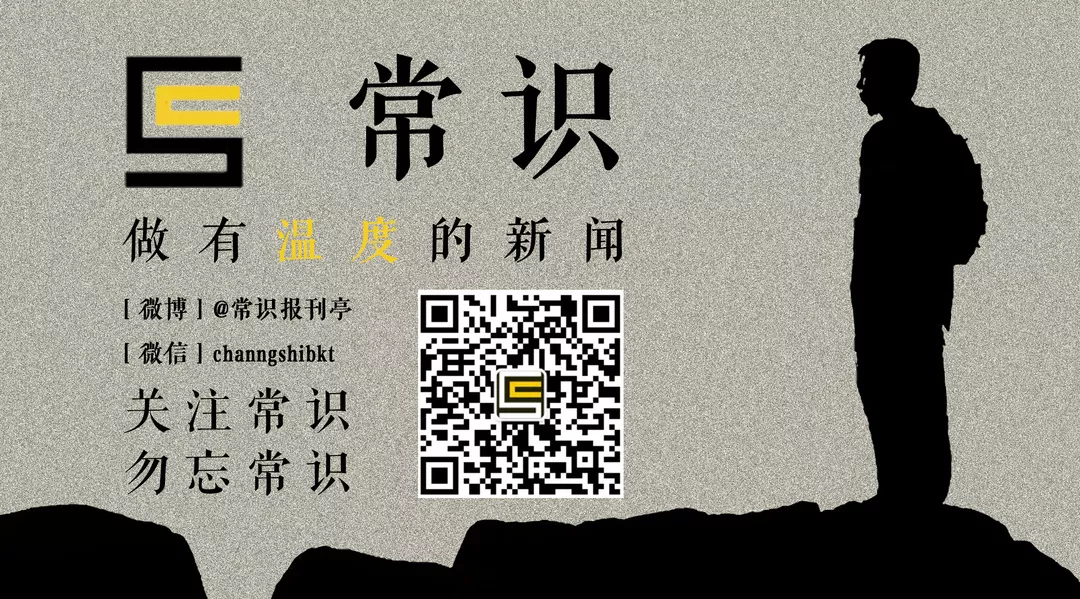 常识
做有温度的新闻
[ 微博 ] @常识报刊亭
[ 微信 ] channgshibkt
关注常识
勿忘常识